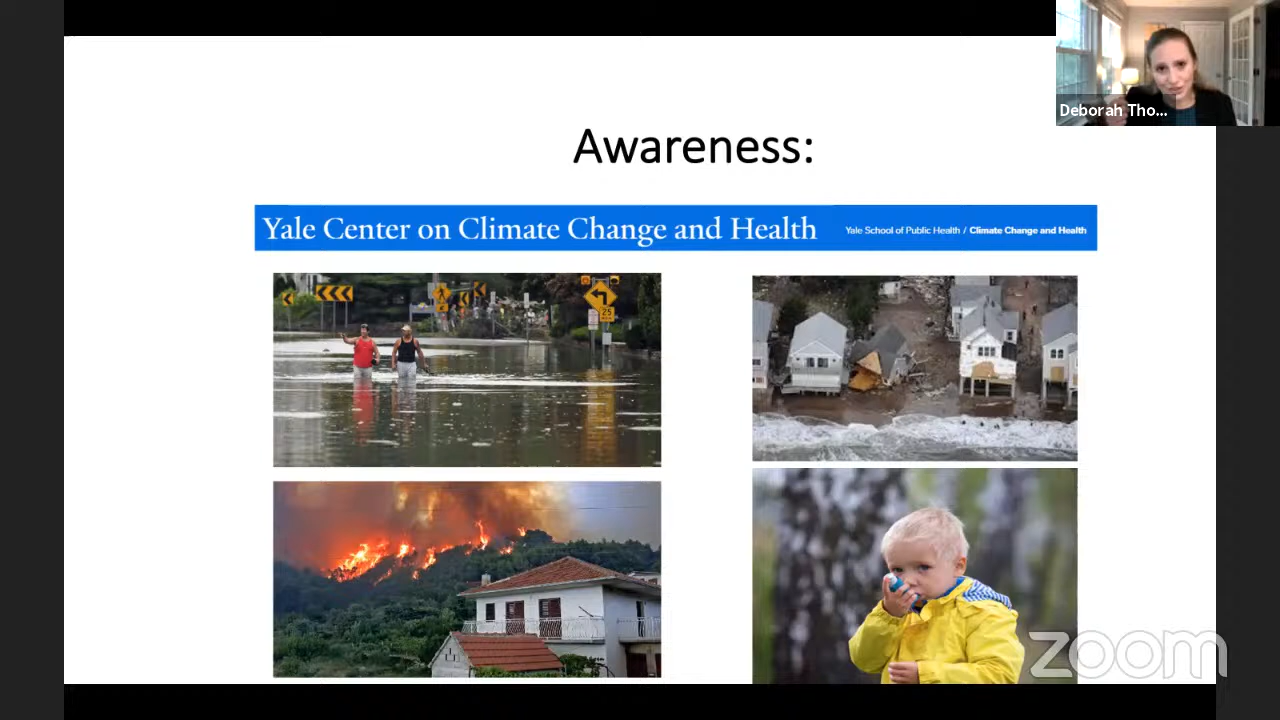 Deborah Tho...
Awareness:
Yale Center on Climate Change and Health
Yale School of Public Health / Climate Change and Health
25
zoom